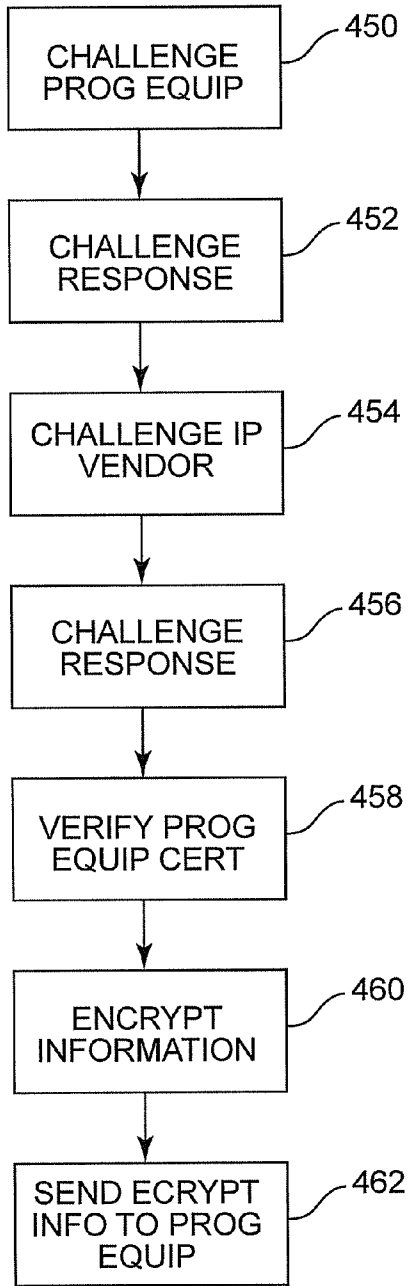 450
CHALLENGE
PROG EQUIP
452
CHALLENGE
RESPONSE
454
CHALLENGE IP
VENDOR
456
CHALLENGE
RESPONSE
458
VERIFY PROG
EQUIP CERT
460
ENCRYPT
INFORMATION
462
SEND ECRYPT
INFO TO PROG
EQUIP